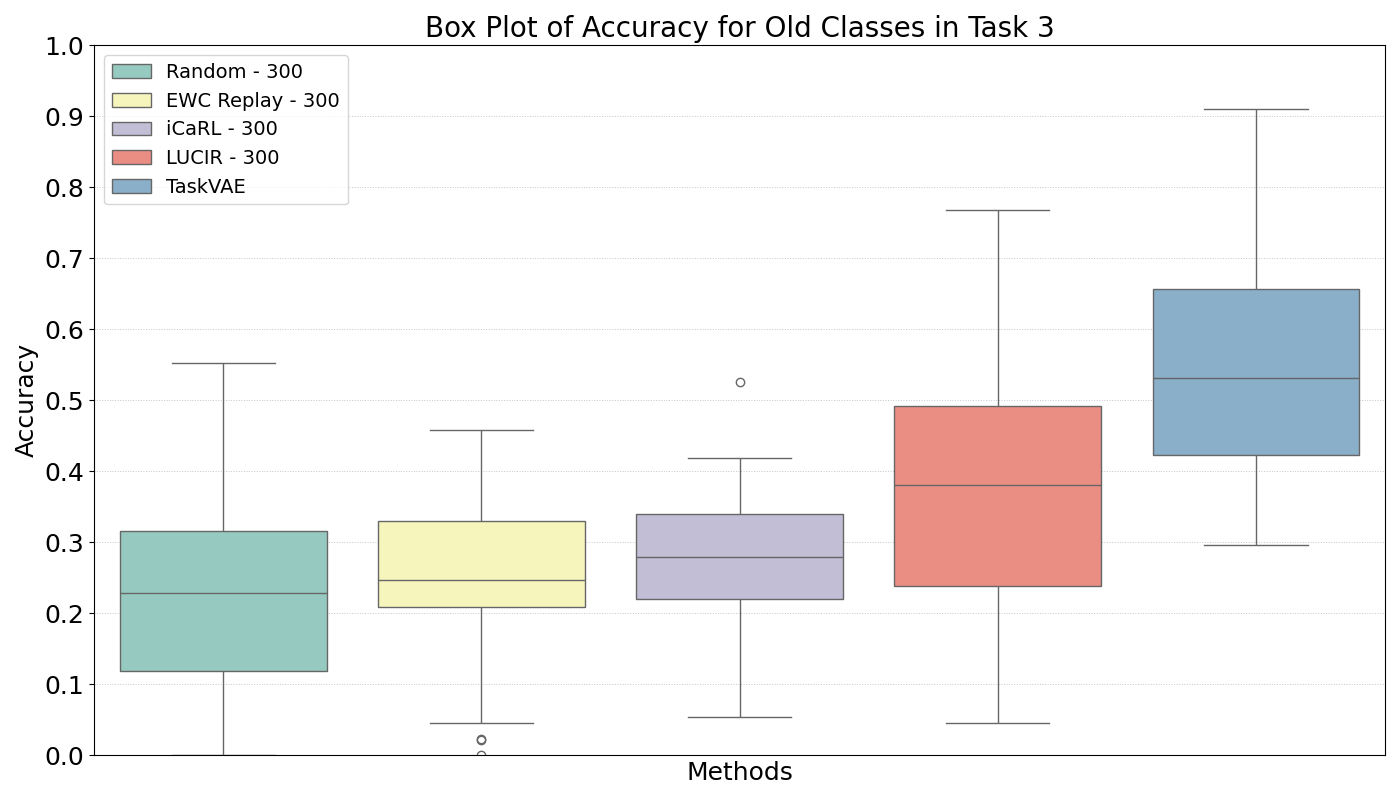 Box Plot of Accuracy for Old Classes in Task 3
1.0
0.9
0.8
0.7
0.6
0.5
0.4
0.3
0.2
0.1
0.0
Accuracy
Random - 300
EWC Replay - 300
iCaRL - 300
LUCIR - 300
TaskVAE
Methods